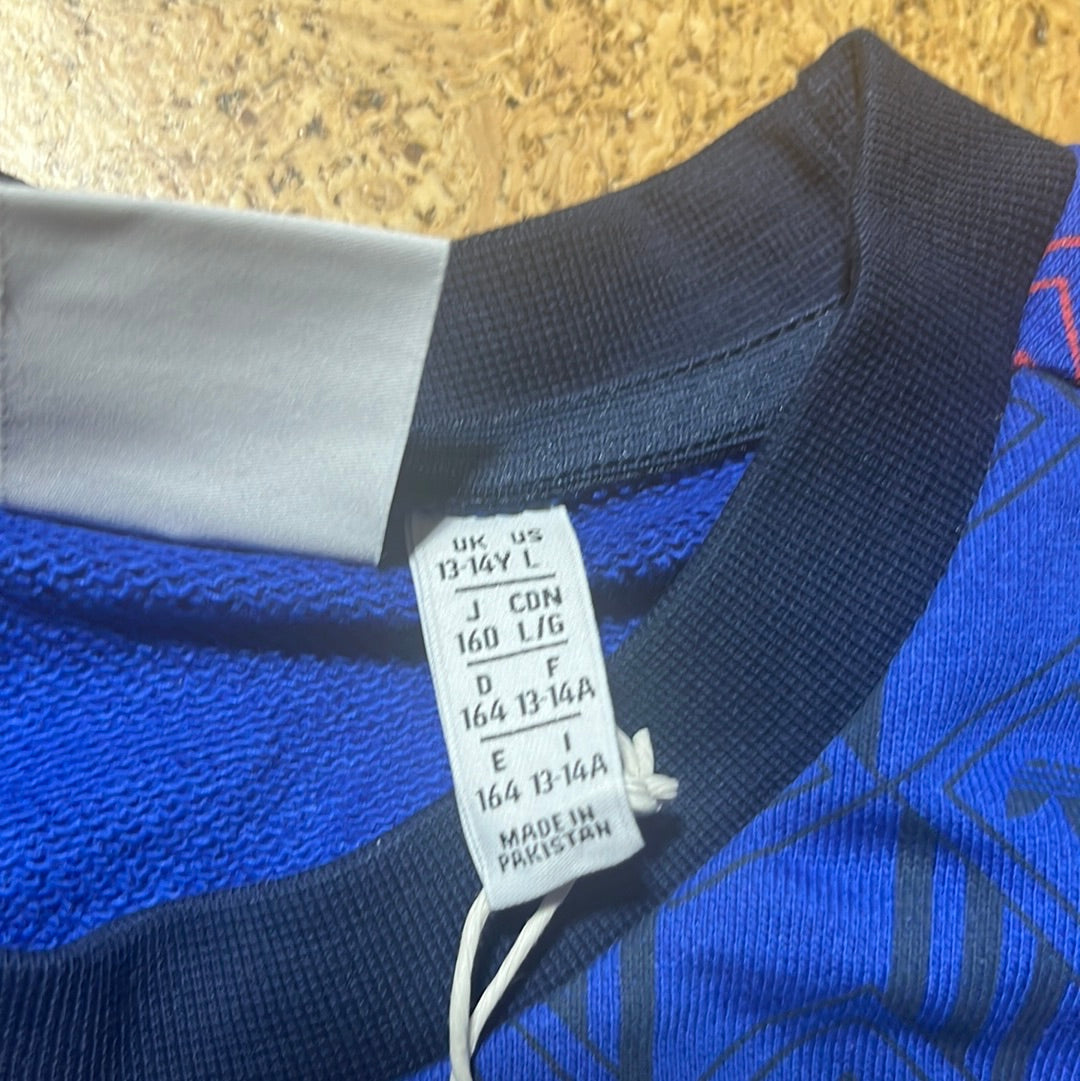 UK US
13-14Y L
J CDN
160 L/G
D F
164 13-14A
E I
164 13-14A
MADE IN
PAKISTAN